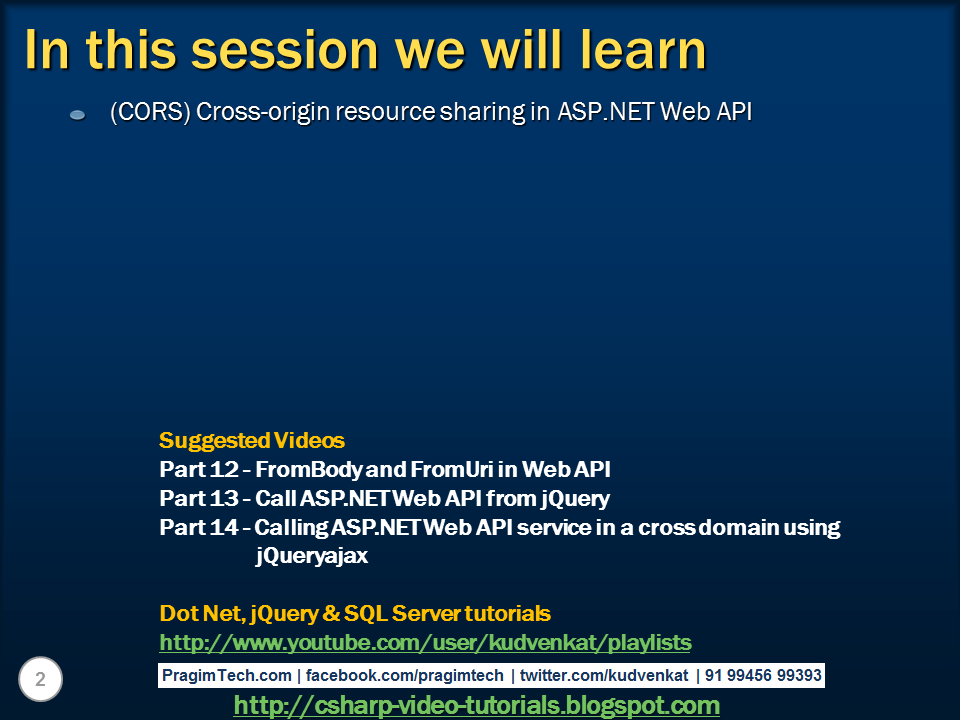 In this session we will learn
(CORS) Cross-origin resource sharing in ASP.NET Web API
Suggested Videos
Part 12 - FromBody and FromUri in Web API
Part 13 - Call ASP.NET Web API from jQuery
Part 14 - Calling ASP.NET Web API service in a cross domain using
jQueryajax
Dot Net, jQuery & SQL Server tutorials
http://www.youtube.com/user/kudvenkat/playlists
2
PragimTech.com | facebook.com/pragimtech | twitter.com/kudvenkat | 91 99456 99393
http://csharp-video-tutorials.blogspot.com